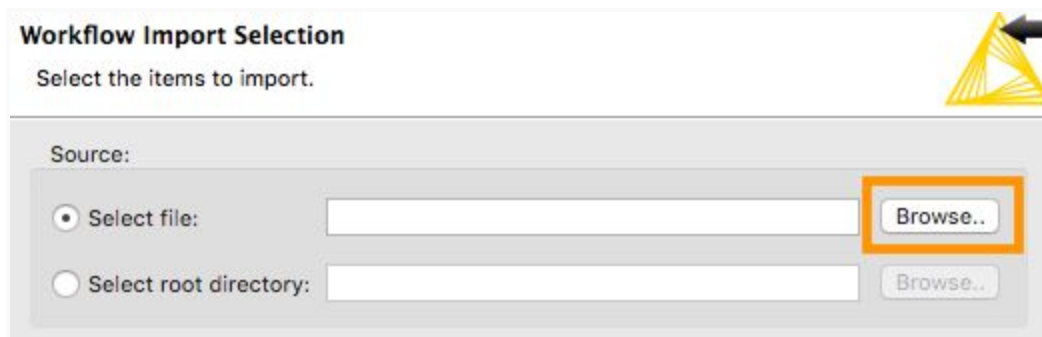 Workflow Import Selection
Select the items to import.
Source:
Select file: Browse..
Select root directory: Browse..